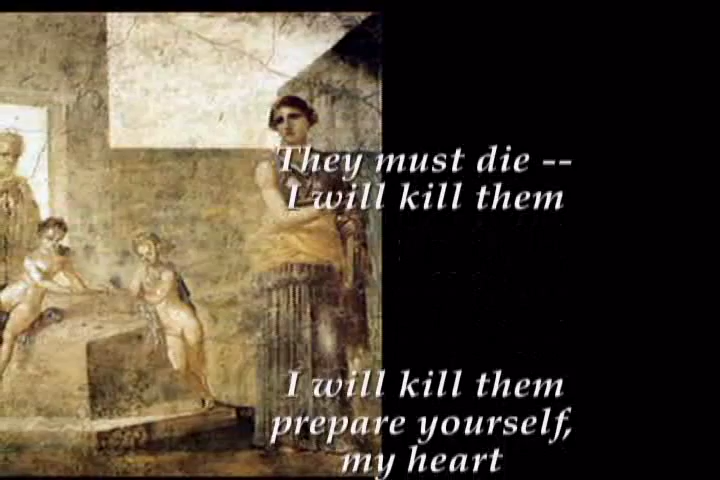 They must die --
I will kill them
I will kill them
prepare yourself,
my heart